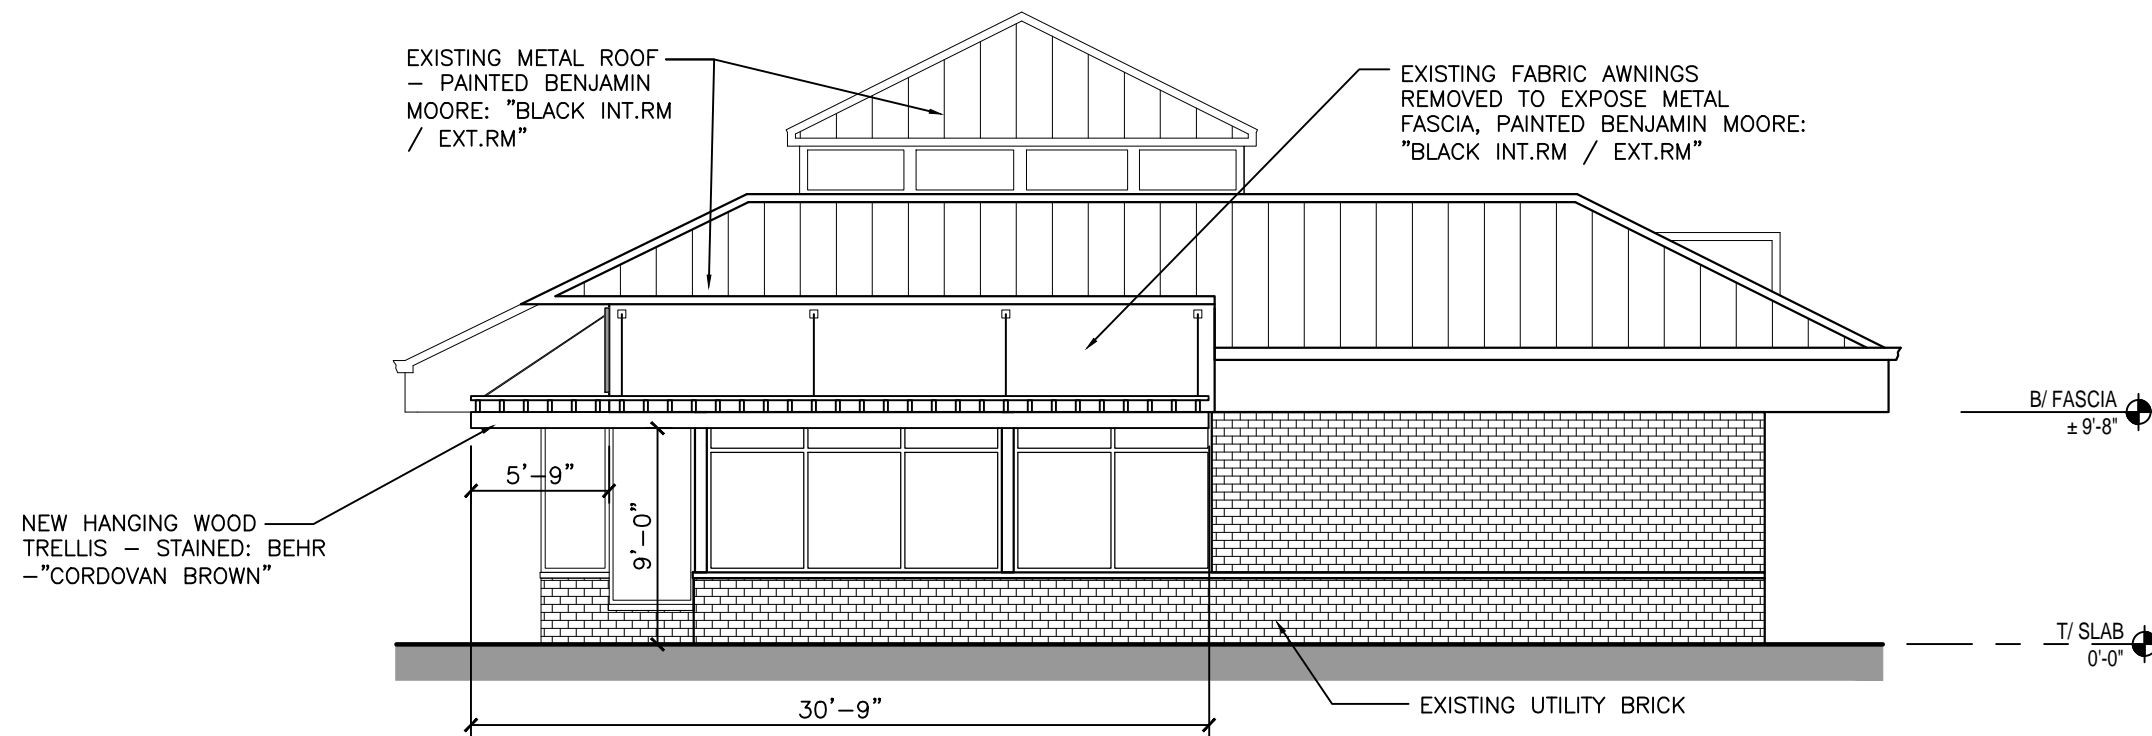 EXISTING METAL ROOF
– PAINTED BENJAMIN
MOORE: "BLACK INT.RM
/ EXT.RM"
EXISTING FABRIC AWNINGS
REMOVED TO EXPOSE METAL
FASCIA, PAINTED BENJAMIN MOORE:
"BLACK INT.RM / EXT.RM"
B/ FASCIA
± 9'-8"
5'–9"
9'–0"
NEW HANGING WOOD
TRELLIS – STAINED: BEHR
–"CORDOVAN BROWN"
T/ SLAB
0'-0"
30'–9"
EXISTING UTILITY BRICK